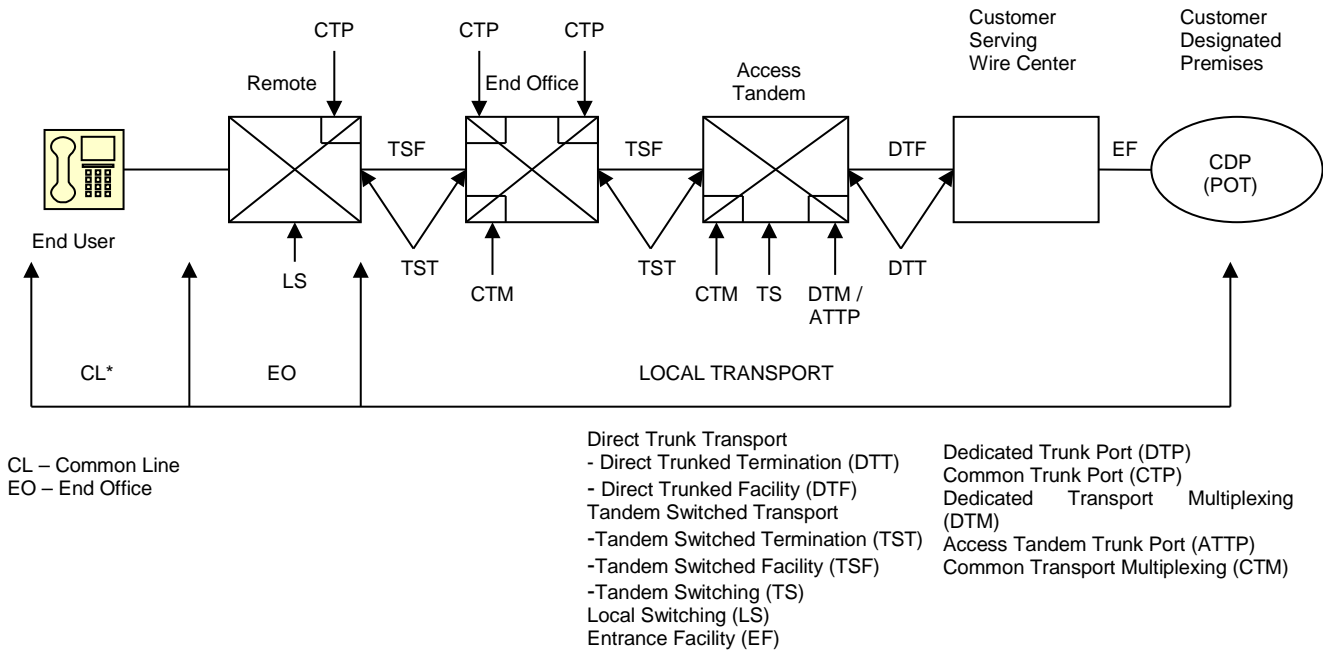 CTP
CTP
CTP
Customer
Serving
Wire Center
Customer
Designated
Premises
Remote
End Office
Access
Tandem
TSF
TSF
DTF
EF
CDP
(POT)
End User
LS
TST
CTM
TST
CTM
TS
DTM /
ATTP
DTT
CL*
EO
LOCAL TRANSPORT
CL – Common Line
EO – End Office
Direct Trunk Transport
- Direct Trunked Termination (DTT)
- Direct Trunked Facility (DTF)
Tandem Switched Transport
-Tandem Switched Termination (TST)
-Tandem Switched Facility (TSF)
-Tandem Switching (TS)
Local Switching (LS)
Entrance Facility (EF)
Dedicated Trunk Port (DTP)
Common Trunk Port (CTP)
Dedicated Transport Multiplexing
(DTM)
Access Tandem Trunk Port (ATTP)
Common Transport Multiplexing (CTM)